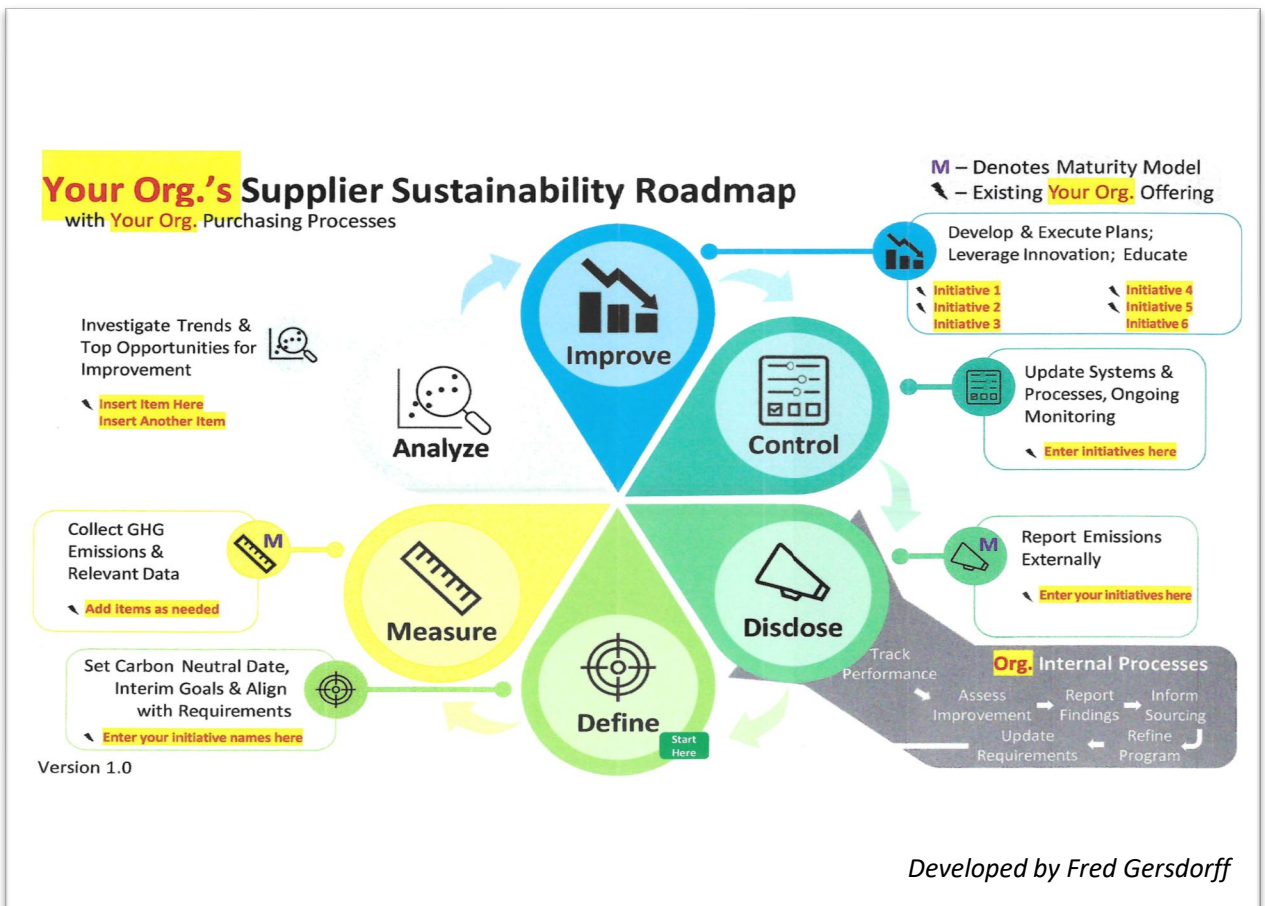 Your Org.'s Supplier Sustainability Roadmap
with Your Org. Purchasing Processes
M – Denotes Maturity Model
– Existing Your Org. Offering
Improve
Develop & Execute Plans;
Leverage Innovation; Educate
Initiative 1
Initiative 2
Initiative 3
Initiative 4
Initiative 5
Initiative 6
Investigate Trends &
Top Opportunities for
Improvement
Insert Item Here
Insert Another Item
Analyze
Control
Update Systems &
Processes, Ongoing
Monitoring
Enter initiatives here
Collect GHG
Emissions &
Relevant Data
Add items as needed
M
Measure
Disclose
M
Report Emissions
Externally
Enter your initiatives here
Set Carbon Neutral Date,
Interim Goals & Align
with Requirements
Enter your initiative names here
Define
Start
Here
Org. Internal Processes
Track
Performance
Assess
Improvement
Report
Findings
Inform
Sourcing
Refine
Program
Update
Requirements
Version 1.0
Developed by Fred Gersdorff